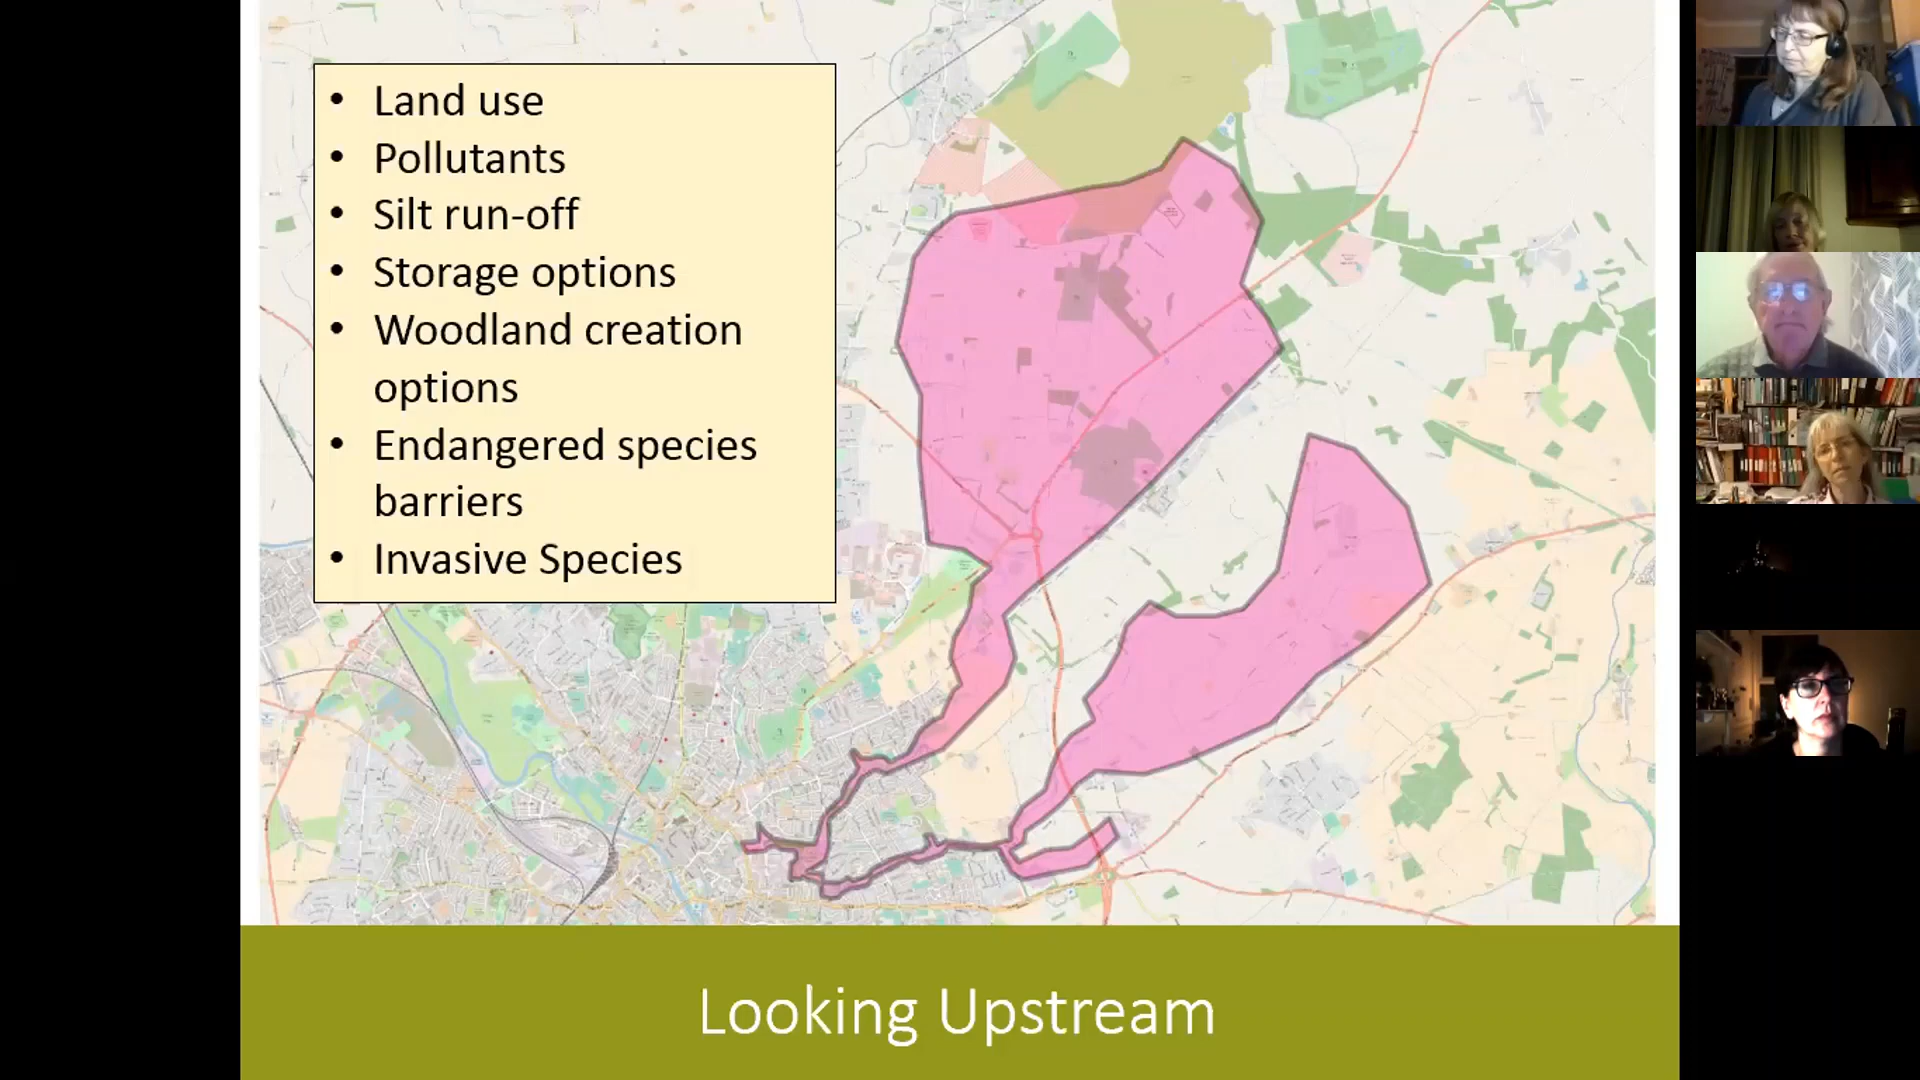 • Land use
• Pollutants
• Silt run-off
• Storage options
• Woodland creation
options
• Endangered species
barriers
• Invasive Species
Looking Upstream